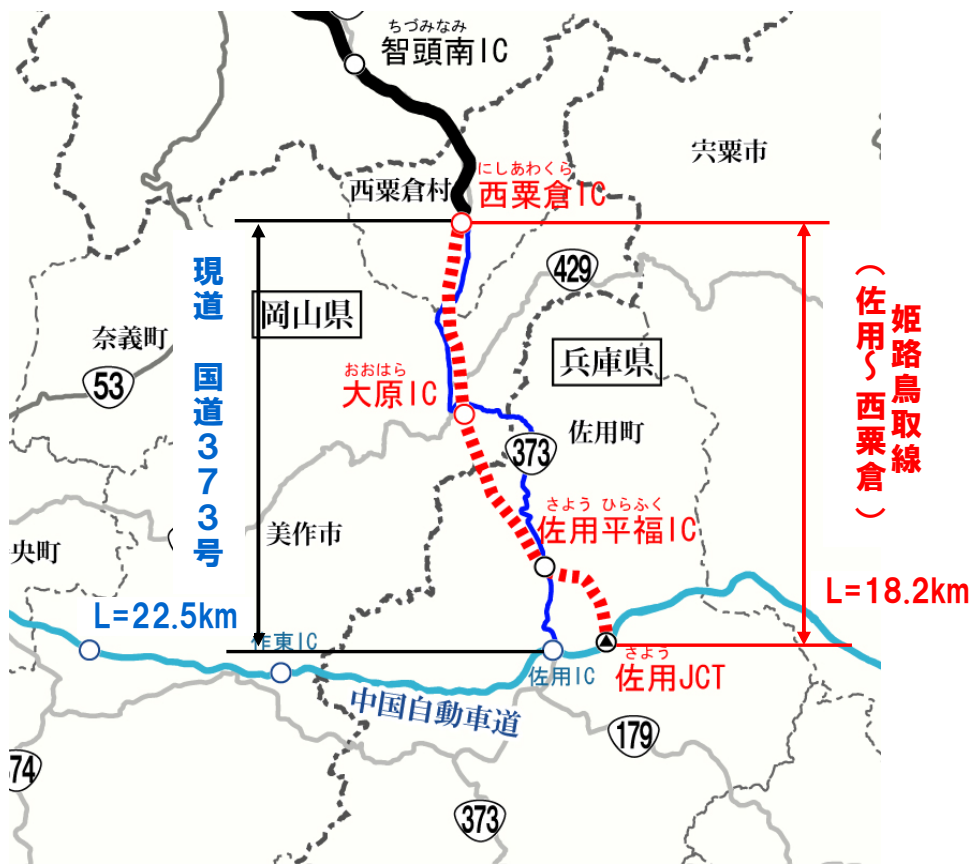 ちづみなみ
智頭南IC
宍粟市
にしあわくら
西粟倉村
西粟倉IC
現道 国道373号
L=22.5km
岡山県
429
奈義町
53
兵庫県
おおはら
大原IC
佐用町
373
姫路鳥取線
(佐用～西粟倉)
L=18.2km
さよう ひらふく
佐用平福IC
美作市
央町
作東IC
佐用IC
さよう
佐用JCT
中国自動車道
179
74
373